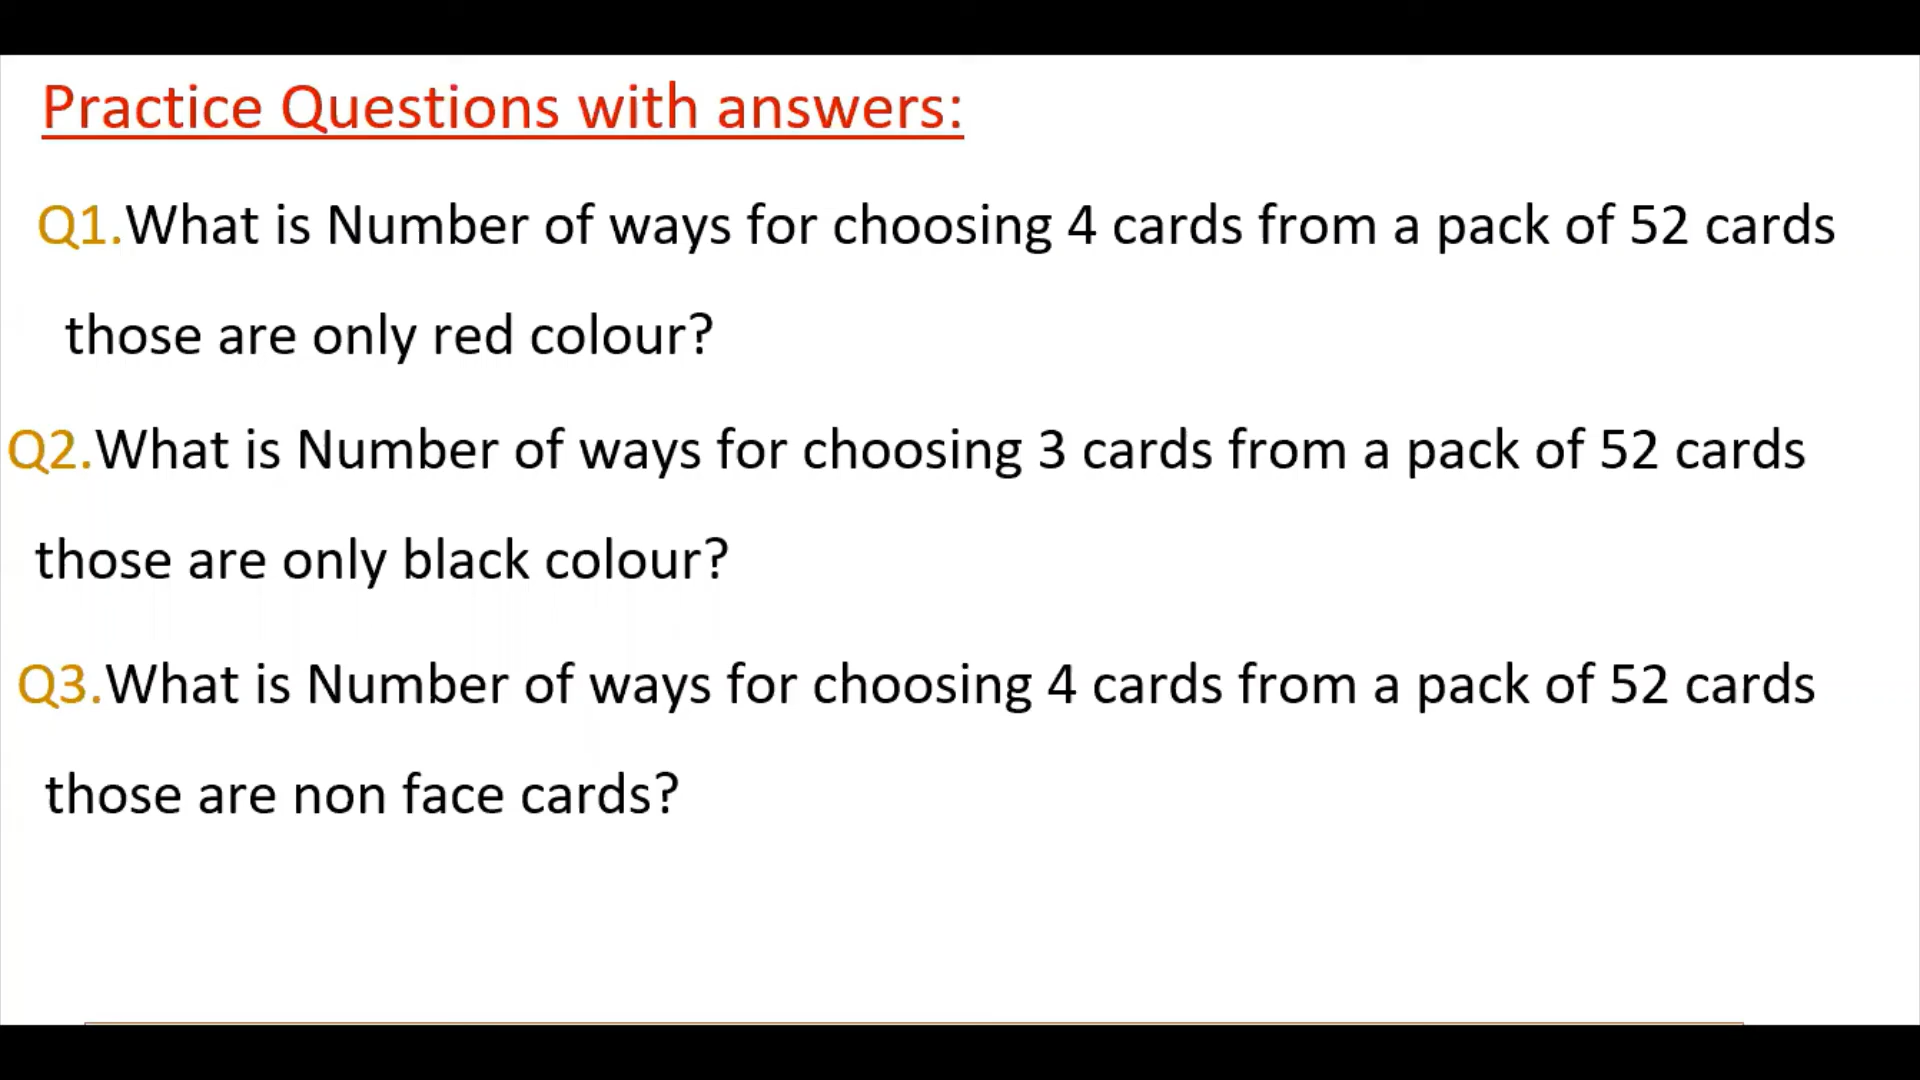 Practice Questions with answers:
Q1.What is Number of ways for choosing 4 cards from a pack of 52 cards
those are only red colour?
Q2.What is Number of ways for choosing 3 cards from a pack of 52 cards
those are only black colour?
Q3.What is Number of ways for choosing 4 cards from a pack of 52 cards
those are non face cards?